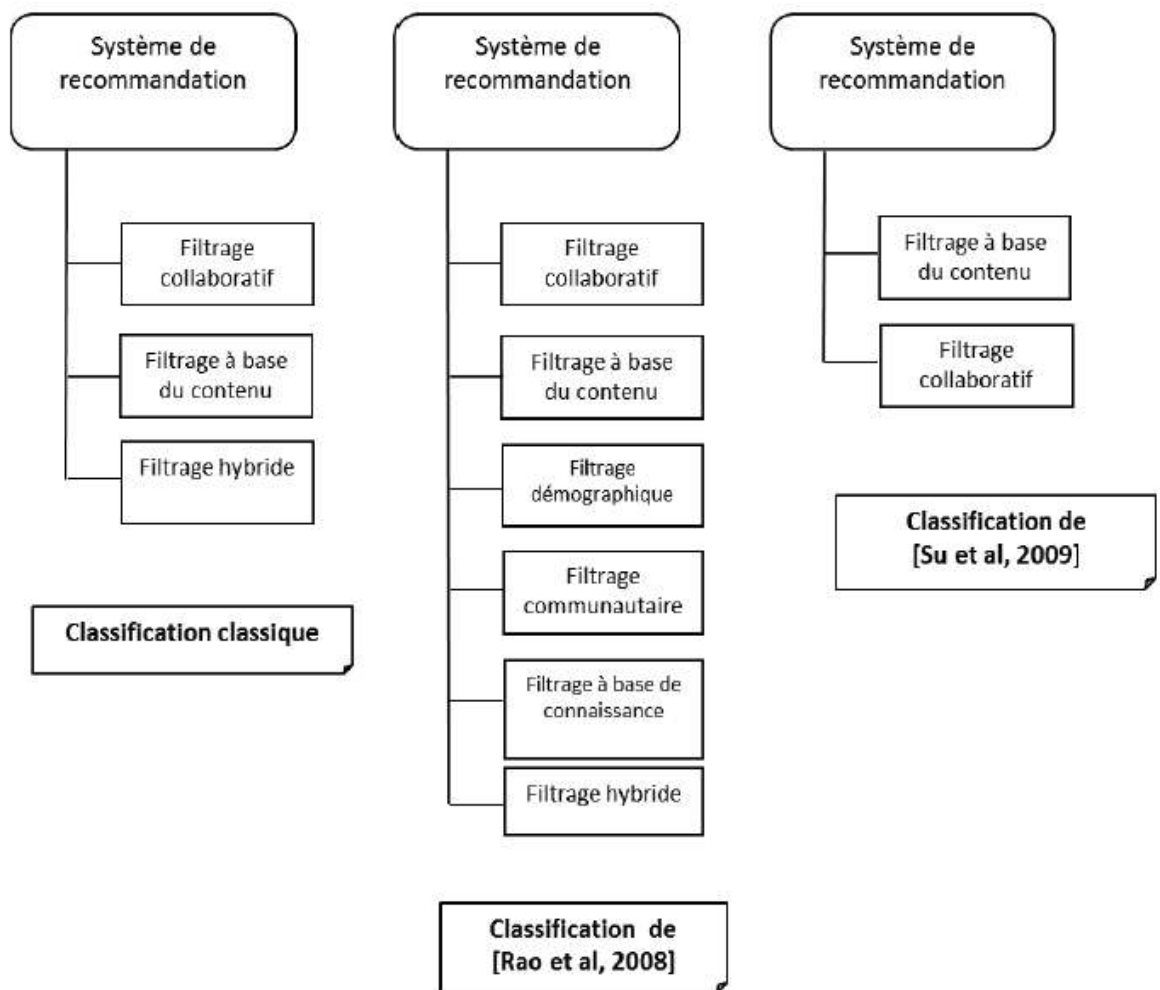 Système de
recommandation
Filtrage
collaboratif
Filtrage à base
du contenu
Filtrage hybride
Classification classique
Système de
recommandation
Filtrage
collaboratif
Filtrage à base
du contenu
Filtrage
démographique
Filtrage
communautaire
Filtrage à base de
connaissance
Filtrage hybride
Classification de
[Rao et al, 2008]
Système de
recommandation
Filtrage à base
du contenu
Filtrage
collaboratif
Classification de
[Su et al, 2009]